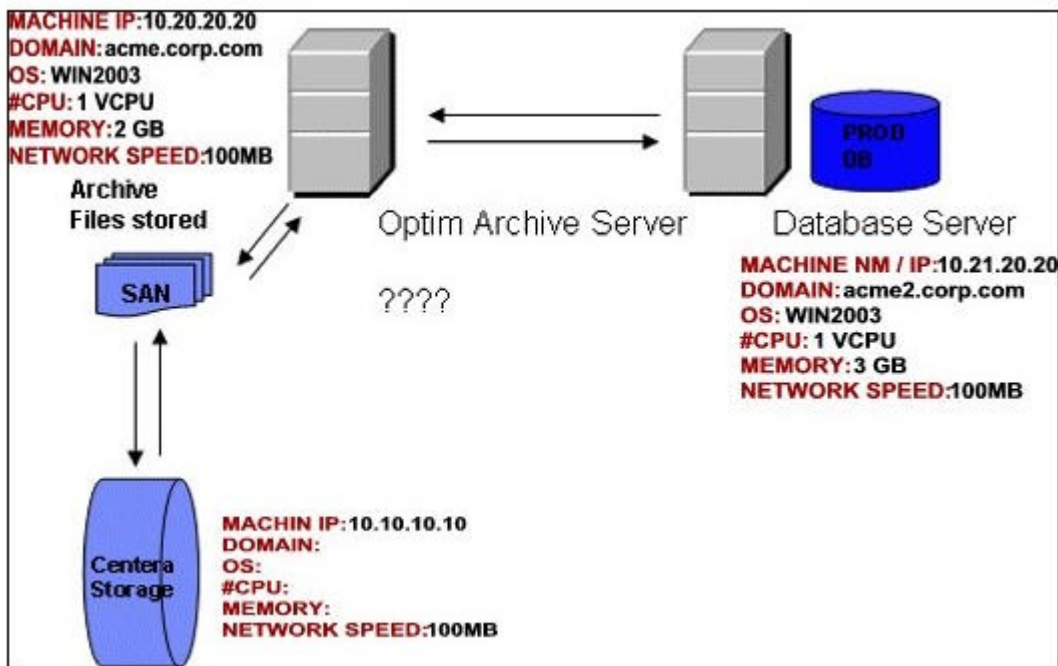 MACHINE IP:10.20.20.20
DOMAIN: acme.corp.com
OS: WIN2003
#CPU: 1 VCPU
MEMORY: 2 GB
NETWORK SPEED:100MB
Archive
Files stored
SAN
Optim Archive Server
????
PROD
DB
Database Server
MACHINE NM / IP:10.21.20.20
DOMAIN: acme2.corp.com
OS: WIN2003
#CPU: 1 VCPU
MEMORY: 3 GB
NETWORK SPEED:100MB
Centera
Storage
MACHIN IP:10.10.10.10
DOMAIN:
OS:
#CPU:
MEMORY:
NETWORK SPEED:100MB